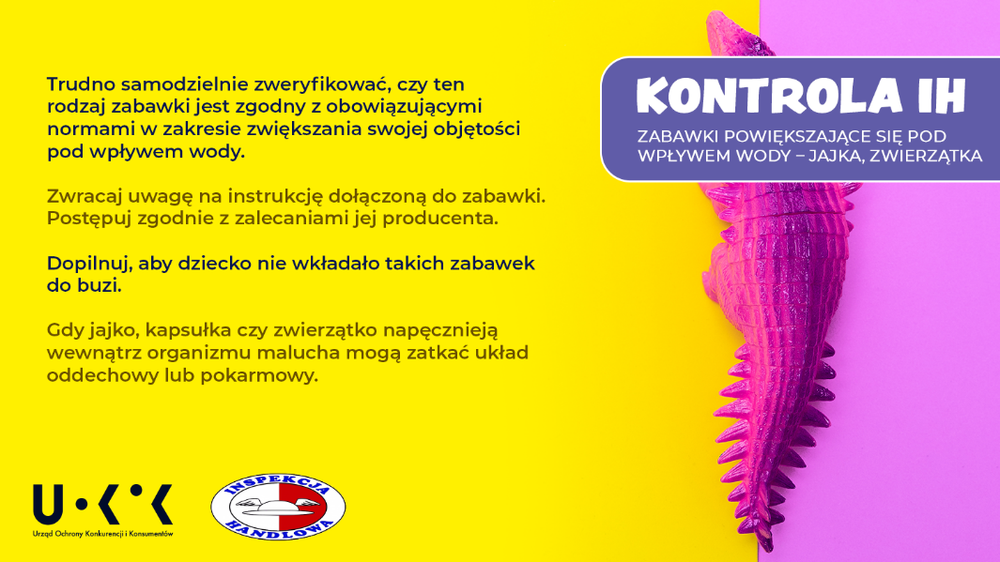 Trudno samodzielnie zweryfikować, czy ten
rodzaj zabawki jest zgodny z obowiązującymi
normami w zakresie zwiększania swojej objętości
pod wpływem wody.
Zwracaj uwagę na instrukcję dołączoną do zabawki.
Postępuj zgodnie z zalecaniami jej producenta.
Dopilnuj, aby dziecko nie wkładało takich zabawek
do buzi.
Gdy jajko, kapsułka czy zwierzątko napęcznieją
wewnątrz organizmu malucha mogą zatkać układ
oddechowy lub pokarmowy.
KONTROLA IH
ZABAWKI POWIĘKSZAJĄCE SIĘ POD
WPŁYWEM WODY – JAJKA, ZWIERZĄTKA
UOKiK
Urząd Ochrony Konkurencji i Konsumentów
INSPEKCJA
HANDLOWA